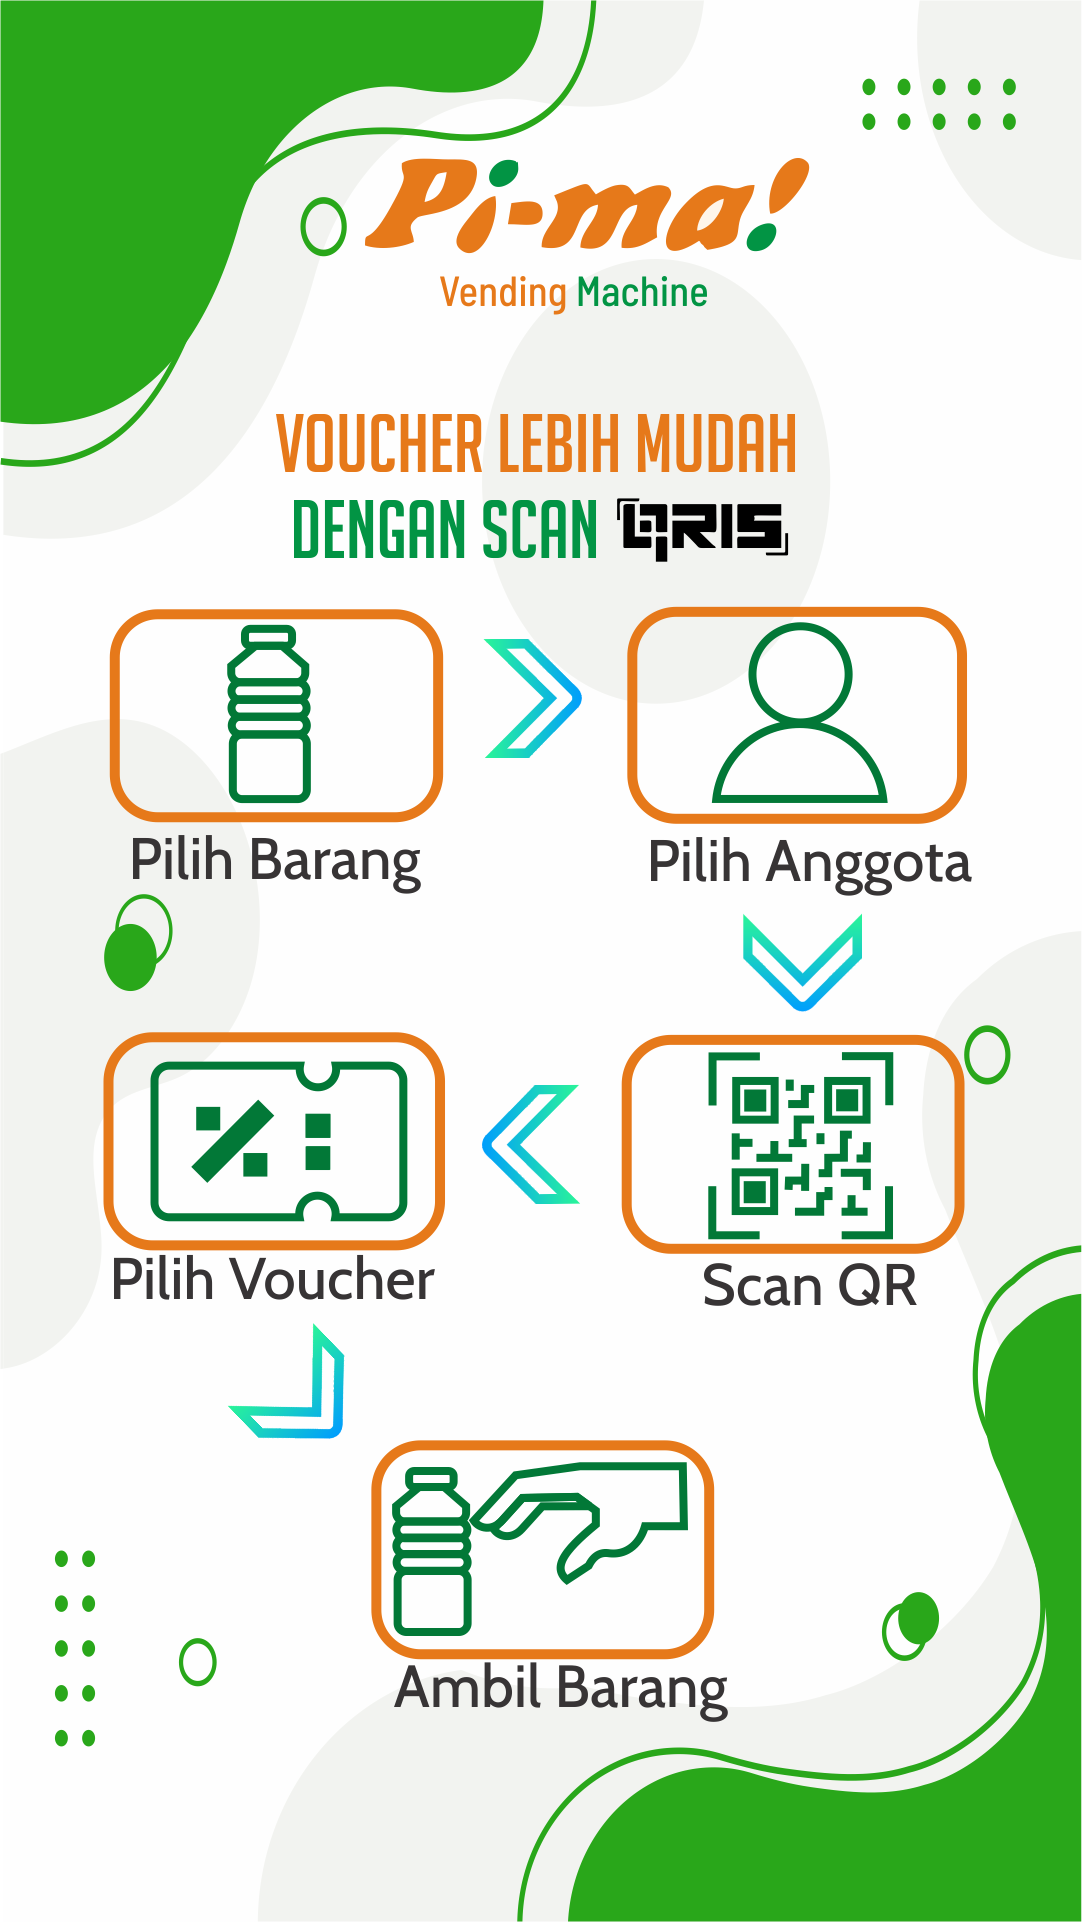 Pi-ma!
Vending Machine
VOUCHER LEBIH MUDAH
DENGAN SCAN QRIS
Pilih Barang
Pilih Anggota
Scan QR
Pilih Voucher
Ambil Barang